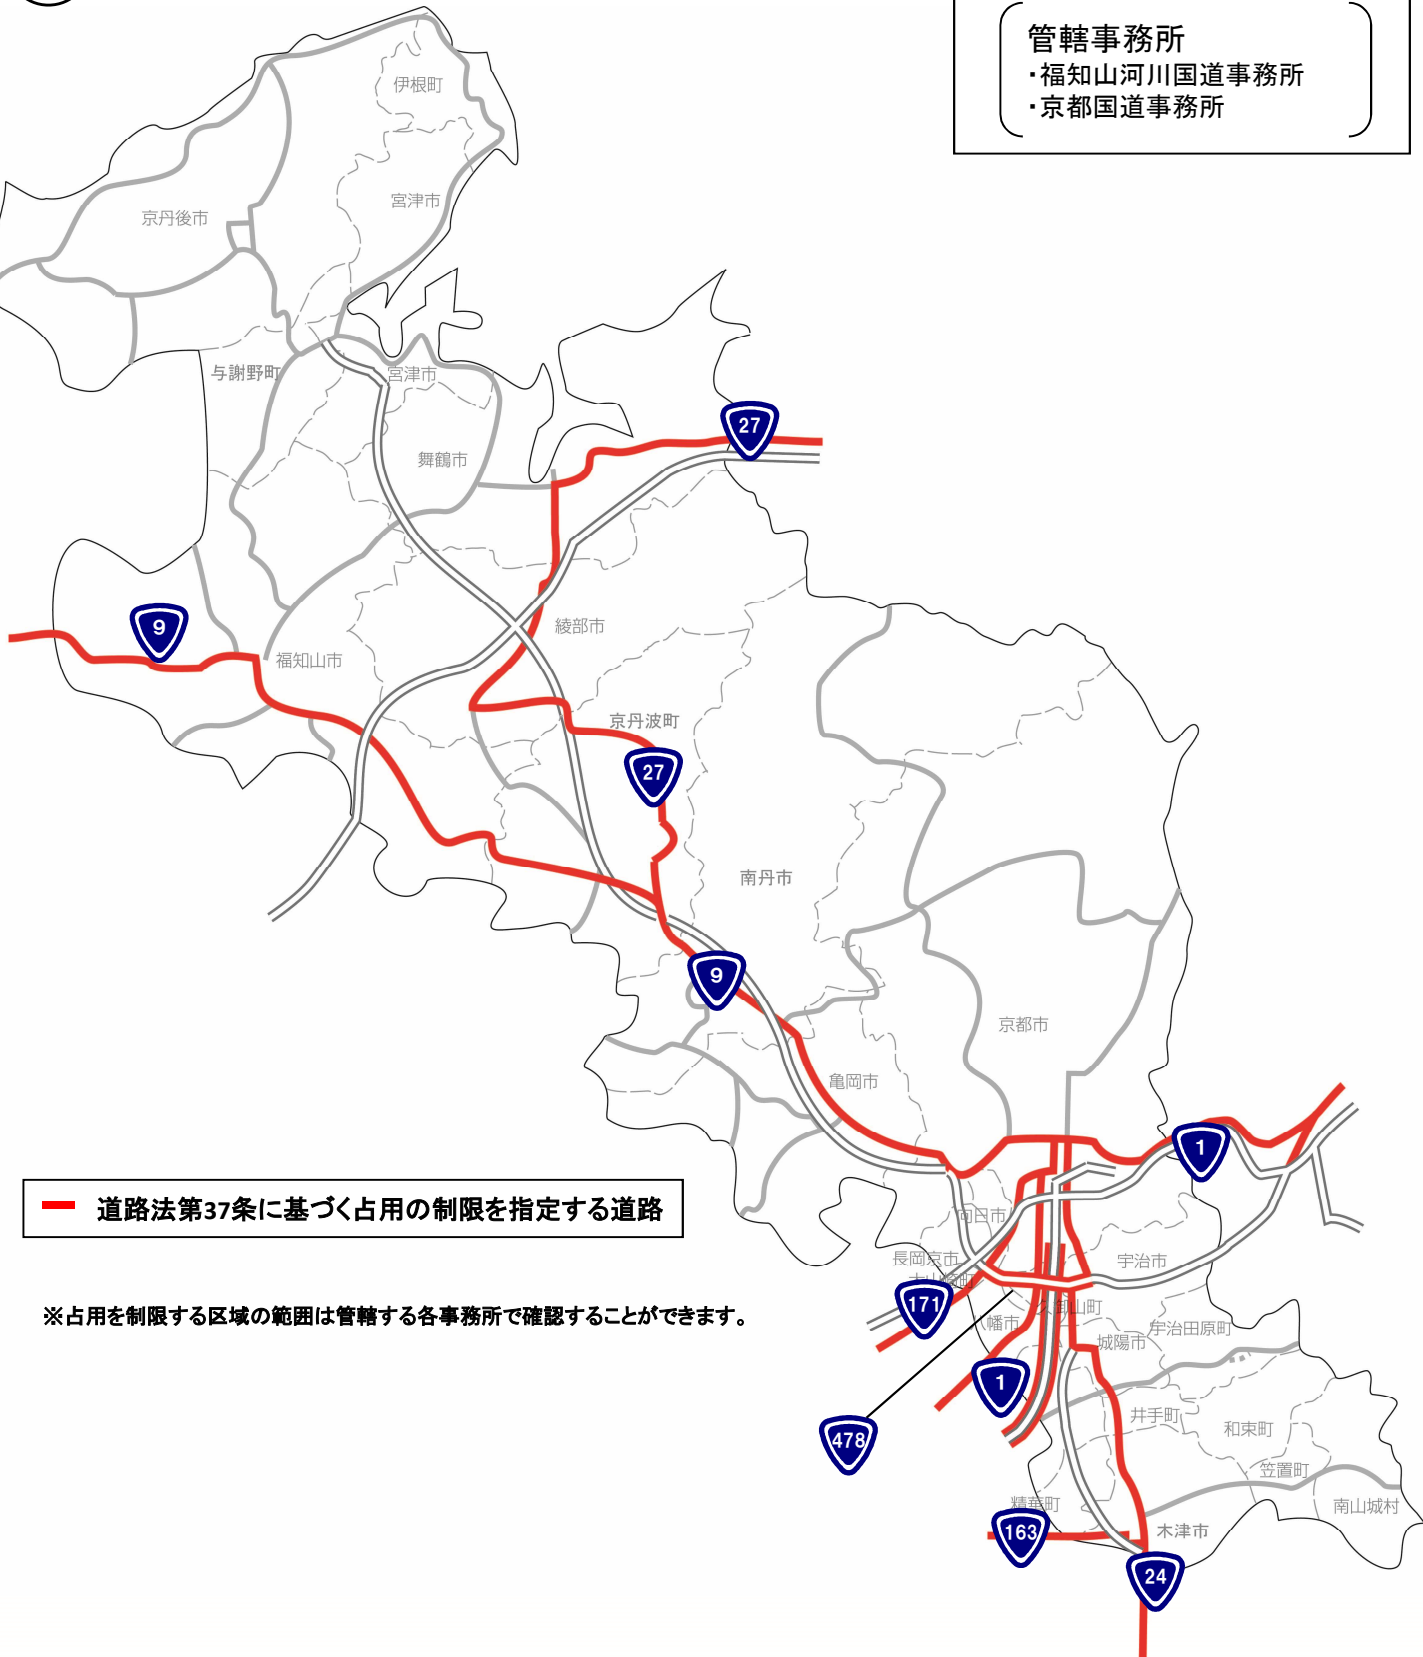 管轄事務所
・福知山河川国道事務所
・京都国道事務所
伊根町
宮津市
京丹後市
与謝野町
宮津市
27
舞鶴市
9
綾部市
福知山市
京丹波町
27
南丹市
9
京都市
亀岡市
1
道路法第37条に基づく占用の制限を指定する道路
向日市
長岡京市
宇治市
大山崎町
171
久御山町
八幡市
宇治田原町
城陽市
※占用を制限する区域の範囲は管轄する各事務所で確認することができます。
1
井手町
和束町
478
笠置町
精華町
南山城村
163
木津市
24